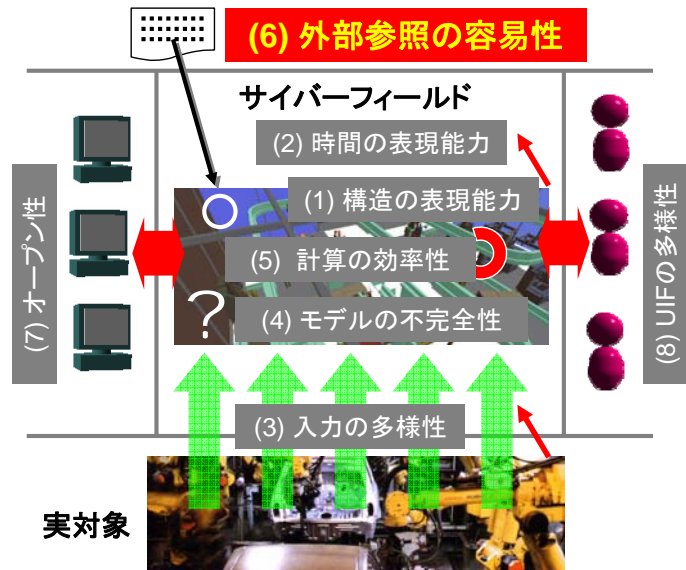 (6) 外部参照の容易性
サイバーフィールド
(2) 時間の表現能力
(1) 構造の表現能力
(7) オープン性
(5) 計算の効率性
(8) UIFの多様性
?
(4) モデルの不完全性
(3) 入力の多様性
実対象